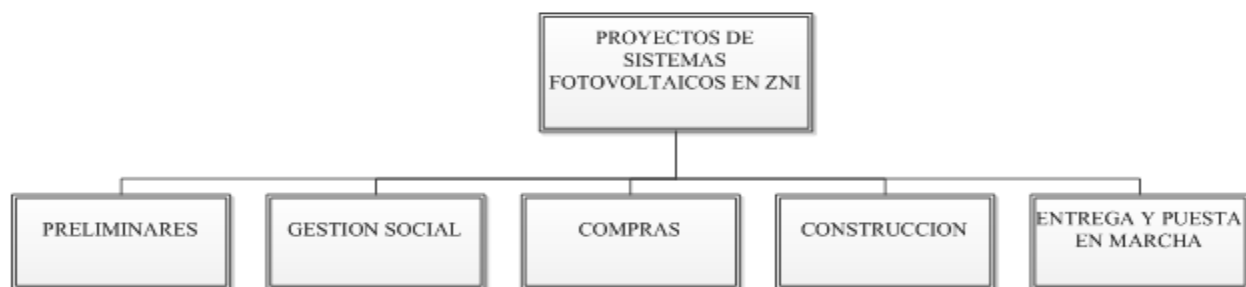 PROYECTOS DE
SISTEMAS
FOTOVOLTAICOS EN ZNI
PRELIMINARES
GESTION SOCIAL
COMPRAS
CONSTRUCCION
ENTREGA Y PUESTA
EN MARCHA